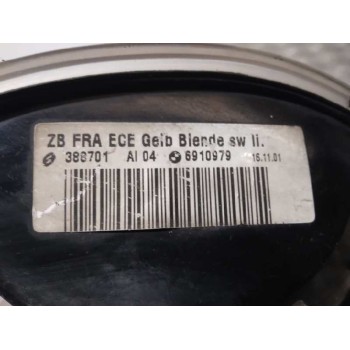 ZB FRA ECE Gelb Blende sw li.
388701 AI 04 6910979 15.11.01